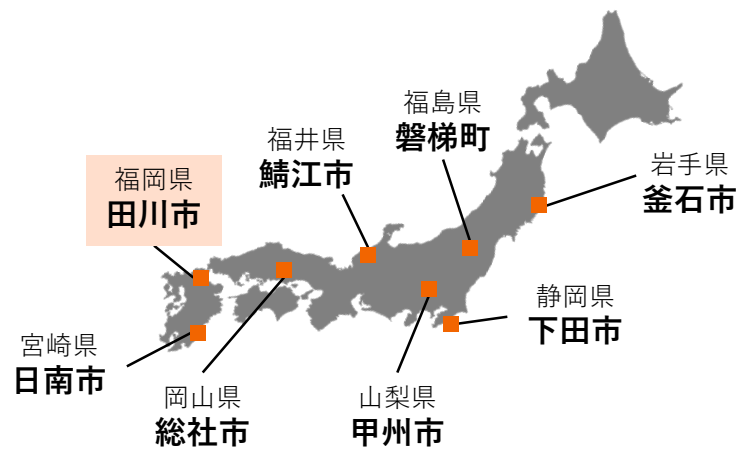 福島県
磐梯町
福井県
鯖江市
岩手県
釜石市
福岡県
田川市
静岡県
下田市
宮崎県
日南市
岡山県
総社市
山梨県
甲州市